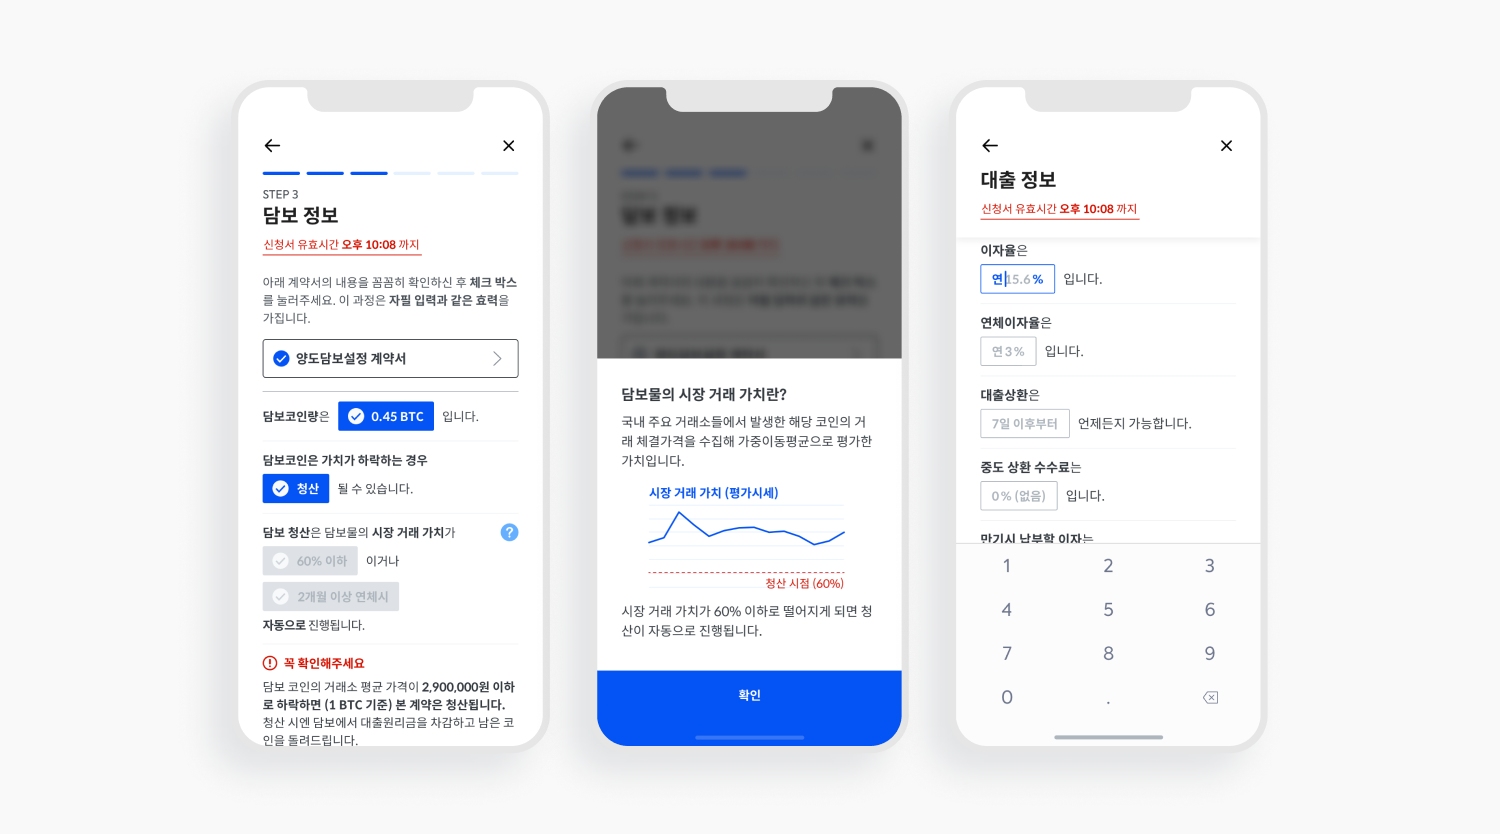 STEP 3
담보 정보
신청서 유효시간 오후 10:08 까지
아래 계약서의 내용을 꼼꼼히 확인하신 후 체크 박스
를 눌러주세요. 이 과정은 자필 입력과 같은 효력을
가집니다.
양도담보설정 계약서
담보코인량은 0.45 BTC 입니다.
담보코인은 가치가 하락하는 경우
청산 될 수 있습니다.
담보 청산은 담보물의 시장 거래 가치가 ?
60% 이하 이거나
2개월 이상 연체시
자동으로 진행됩니다.
꼭 확인해주세요
담보 코인의 거래소 평균 가격이 2,900,000원 이하
로 하락하면 (1 BTC 기준) 본 계약은 청산됩니다.
청산 시엔 담보에서 대출원리금을 차감하고 남은 코
인을 돌려드립니다.
담보물의 시장 거래 가치란?
국내 주요 거래소들에서 발생한 해당 코인의 거
래 체결가격을 수집해 가중이동평균으로 평가한
가치입니다.
시장 거래 가치 (평가시세)
청산 시점 (60%)
시장 거래 가치가 60% 이하로 떨어지게 되면 청
산이 자동으로 진행됩니다.
확인
대출 정보
신청서 유효시간 오후 10:08 까지
이자율은
연 15.6 % 입니다.
연체이자율은
연 3 % 입니다.
대출상환은
7일 이후부터 언제든지 가능합니다.
중도 상환 수수료는
0 % (없음) 입니다.
만기시 납부할 이자는
1 2 3
4 5 6
7 8 9
0 .